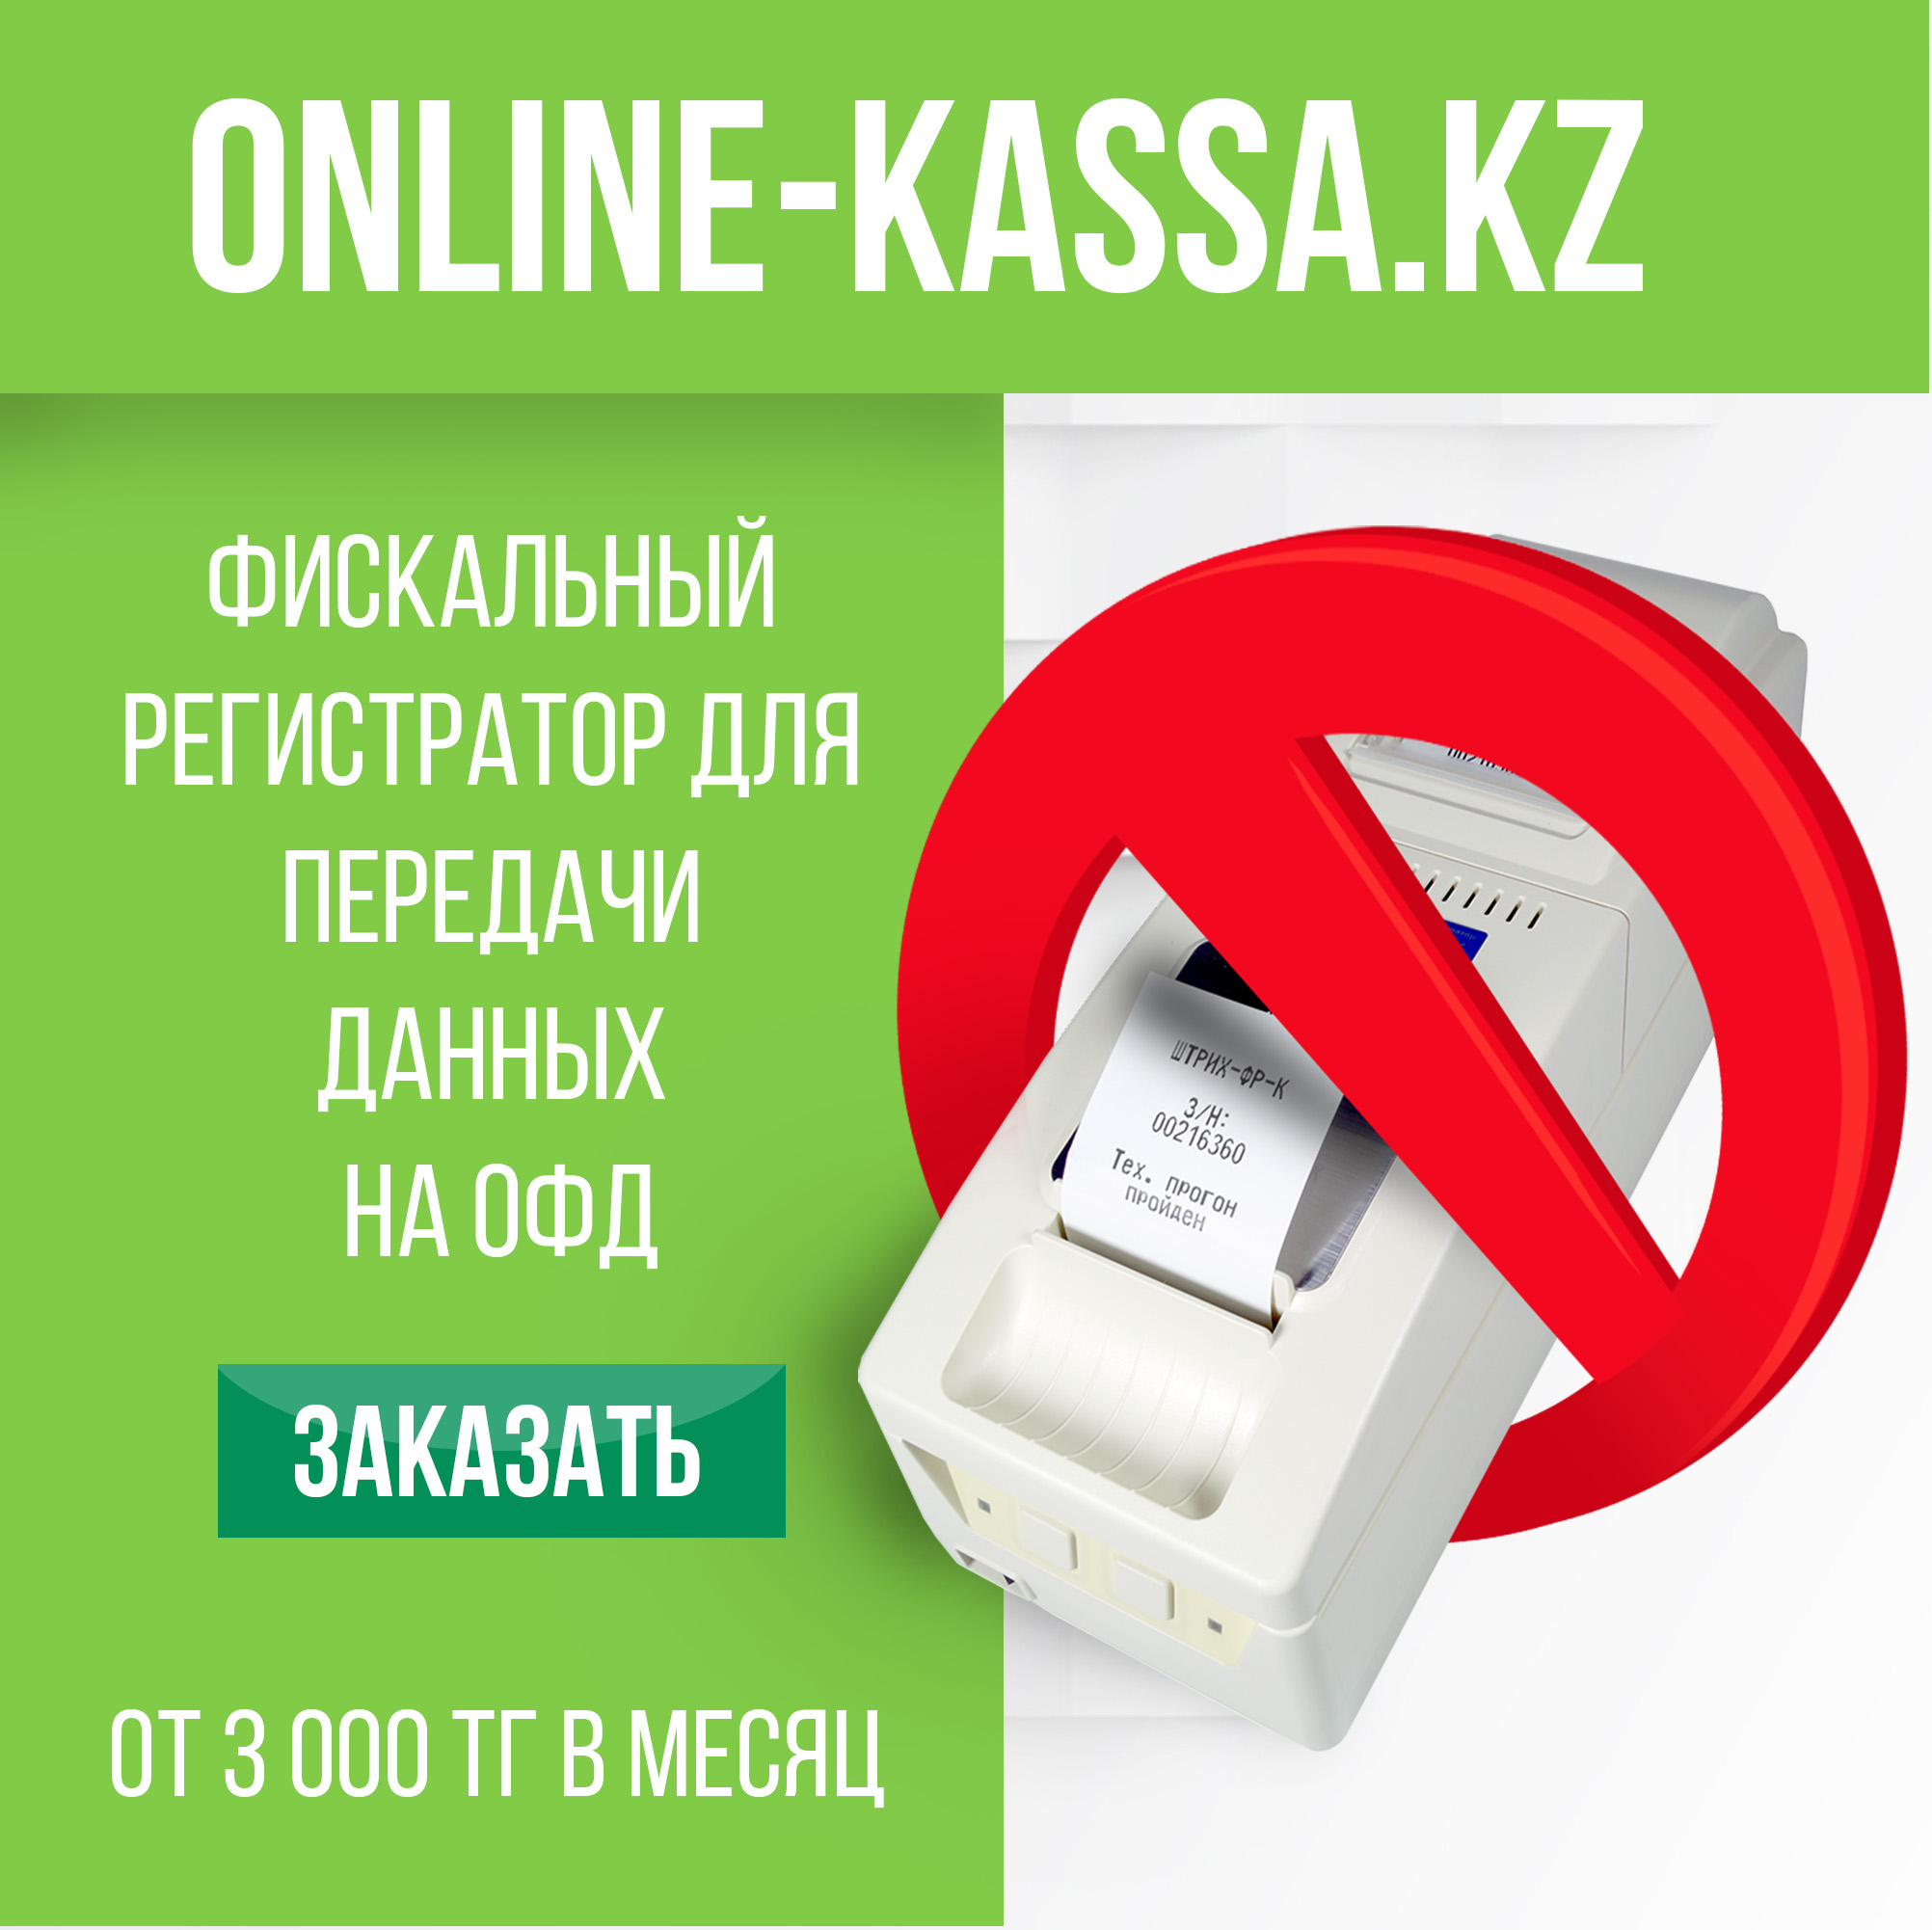 ONLINE-KASSA.KZ
ФИСКАЛЬНЫЙ
РЕГИСТРАТОР ДЛЯ
ПЕРЕДАЧИ
ДАННЫХ
НА ОФД
ЗАКАЗАТЬ
ОТ 3 000 ТГ В МЕСЯЦ
ШТРИХ-ФР-К
З/Н:
00216360
Тех. прогон
пройден